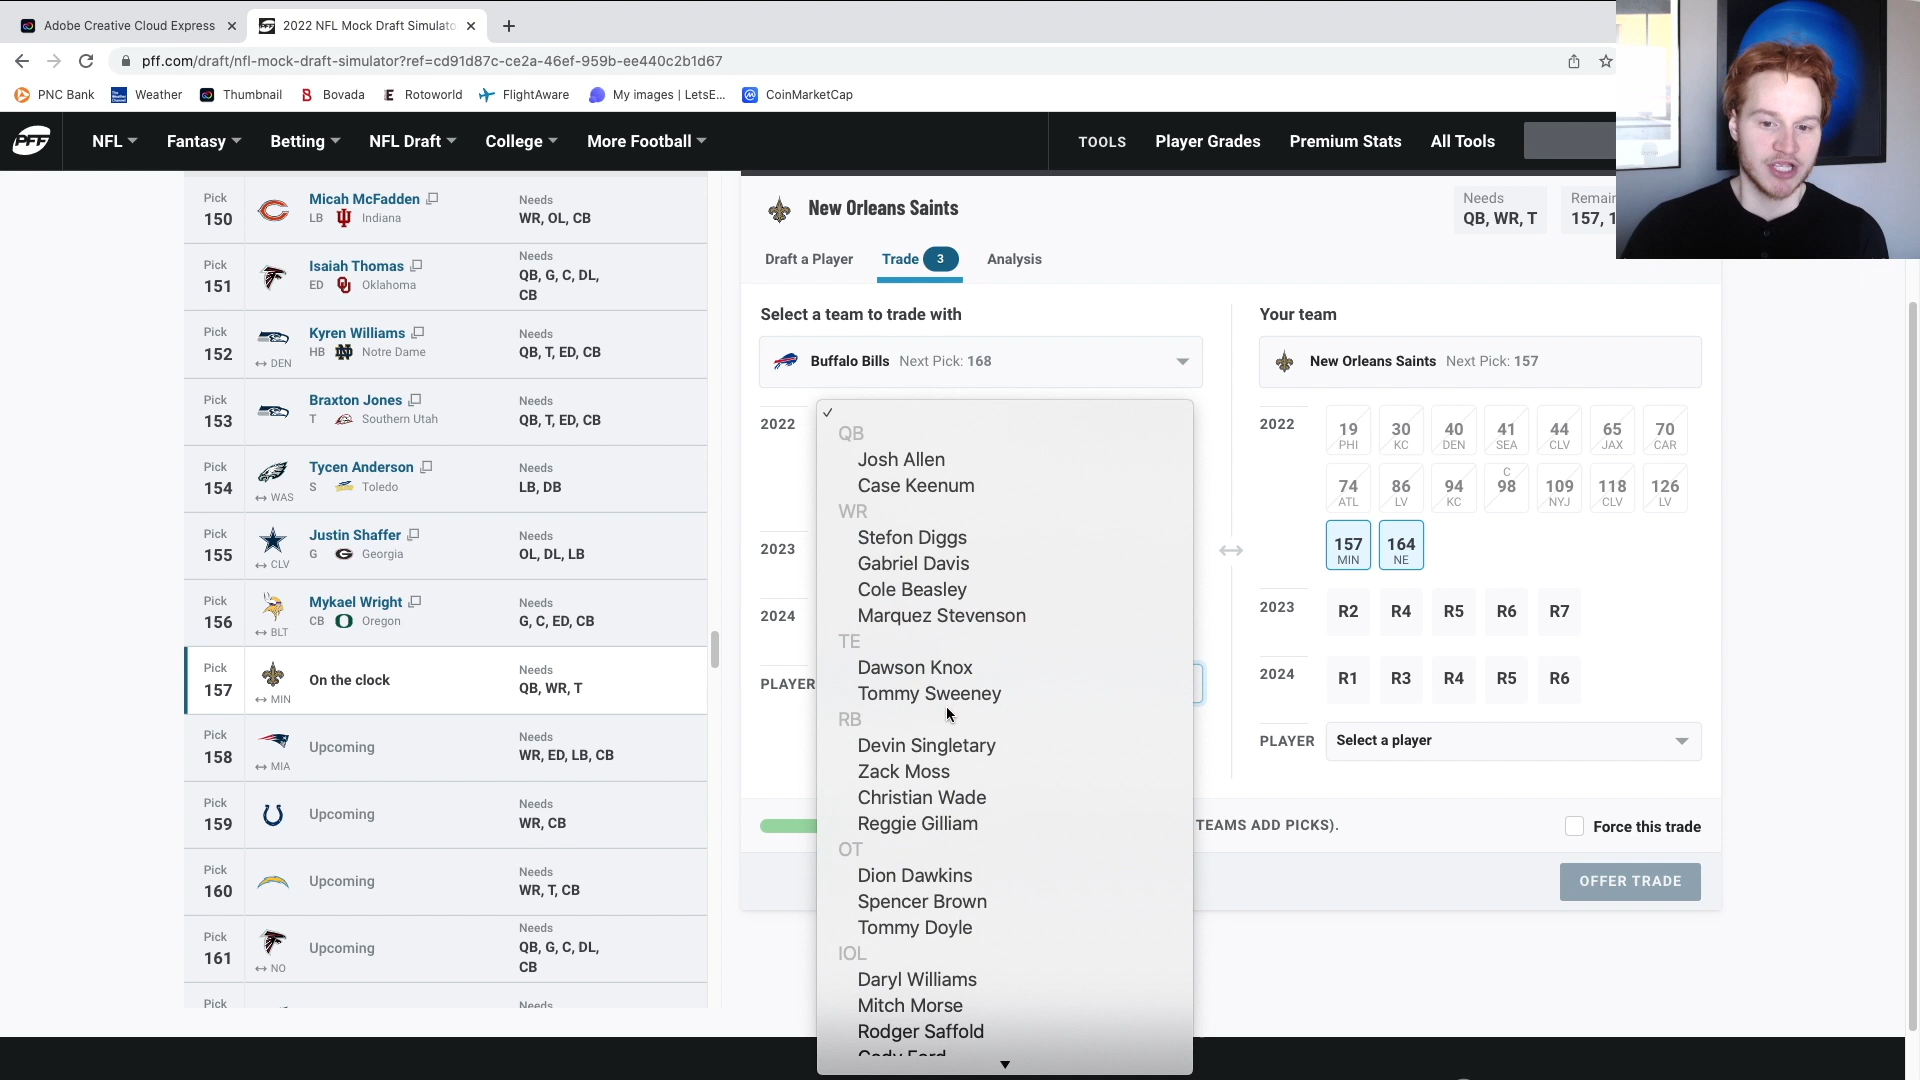 Adobe Creative Cloud Express
2022 NFL Mock Draft Simulato
pff.com/draft/nfl-mock-draft-simulator?ref=cd91d87c-ce2a-46ef-959b-ee440c2b1d67
PNC Bank
Weather
Thumbnail
Bovada
Rotoworld
FlightAware
My images | LetsE...
CoinMarketCap
PFF
NFL
Fantasy
Betting
NFL Draft
College
More Football
TOOLS
Player Grades
Premium Stats
All Tools
Pick 150
Micah McFadden
LB Indiana
Needs
WR, OL, CB
Pick 151
Isaiah Thomas
ED Oklahoma
Needs
QB, G, C, DL,
CB
Pick 152
DEN
Kyren Williams
HB Notre Dame
Needs
QB, T, ED, CB
Pick 153
Braxton Jones
T Southern Utah
Needs
QB, T, ED, CB
Pick 154
WAS
Tycen Anderson
S Toledo
Needs
LB, DB
Pick 155
CLV
Justin Shaffer
G Georgia
Needs
OL, DL, LB
Pick 156
BLT
Mykael Wright
CB Oregon
Needs
G, C, ED, CB
Pick 157
MIN
On the clock
Needs
QB, WR, T
Pick 158
MIA
Upcoming
Needs
WR, ED, LB, CB
Pick 159
Upcoming
Needs
WR, CB
Pick 160
Upcoming
Needs
WR, T, CB
Pick 161
NO
Upcoming
Needs
QB, G, C, DL,
CB
Pick
Needs
New Orleans Saints
Needs
QB, WR, T
Remai
157, 1
Draft a Player
Trade 3
Analysis
Select a team to trade with
Buffalo Bills Next Pick: 168
2022
2023
2024
PLAYER
QB
Josh Allen
Case Keenum
WR
Stefon Diggs
Gabriel Davis
Cole Beasley
Marquez Stevenson
TE
Dawson Knox
Tommy Sweeney
RB
Devin Singletary
Zack Moss
Christian Wade
Reggie Gilliam
OT
Dion Dawkins
Spencer Brown
Tommy Doyle
IOL
Daryl Williams
Mitch Morse
Rodger Saffold
Cody Ford
Your team
New Orleans Saints Next Pick: 157
2022
19 PHI
30 KC
40 DEN
41 SEA
44 CLV
65 JAX
70 CAR
74 ATL
86 LV
94 KC
C 98
109 NYJ
118 CLV
126 LV
157 MIN
164 NE
2023
R2 R4 R5 R6 R7
2024
R1 R3 R4 R5 R6
PLAYER
Select a player
TEAMS ADD PICKS).
Force this trade
OFFER TRADE